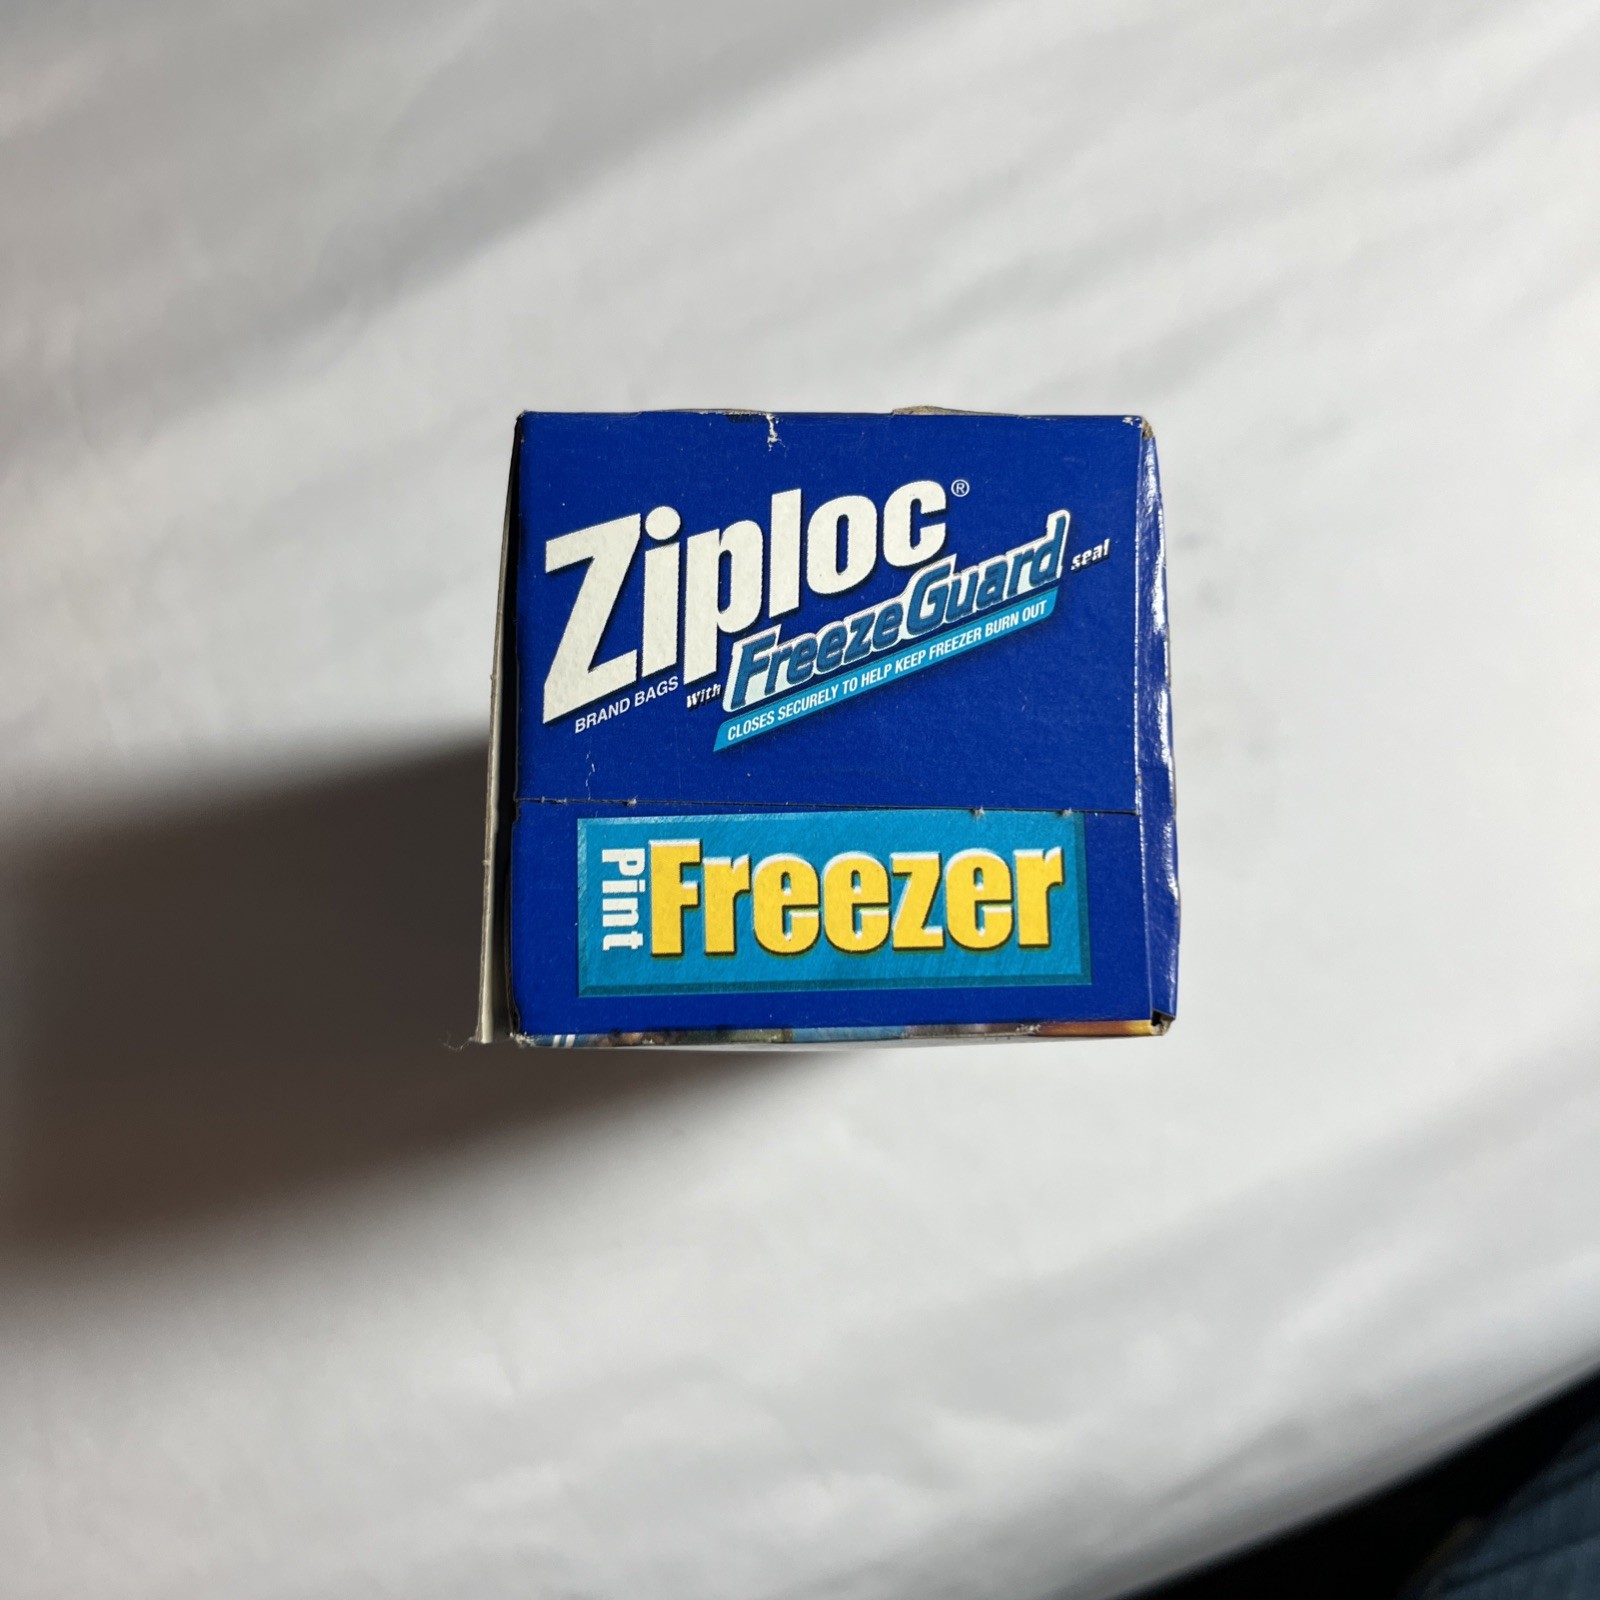 Ziploc®
BRAND BAGS With FreezeGuard seal
CLOSES SECURELY TO HELP KEEP FREEZER BURN OUT
Pint Freezer